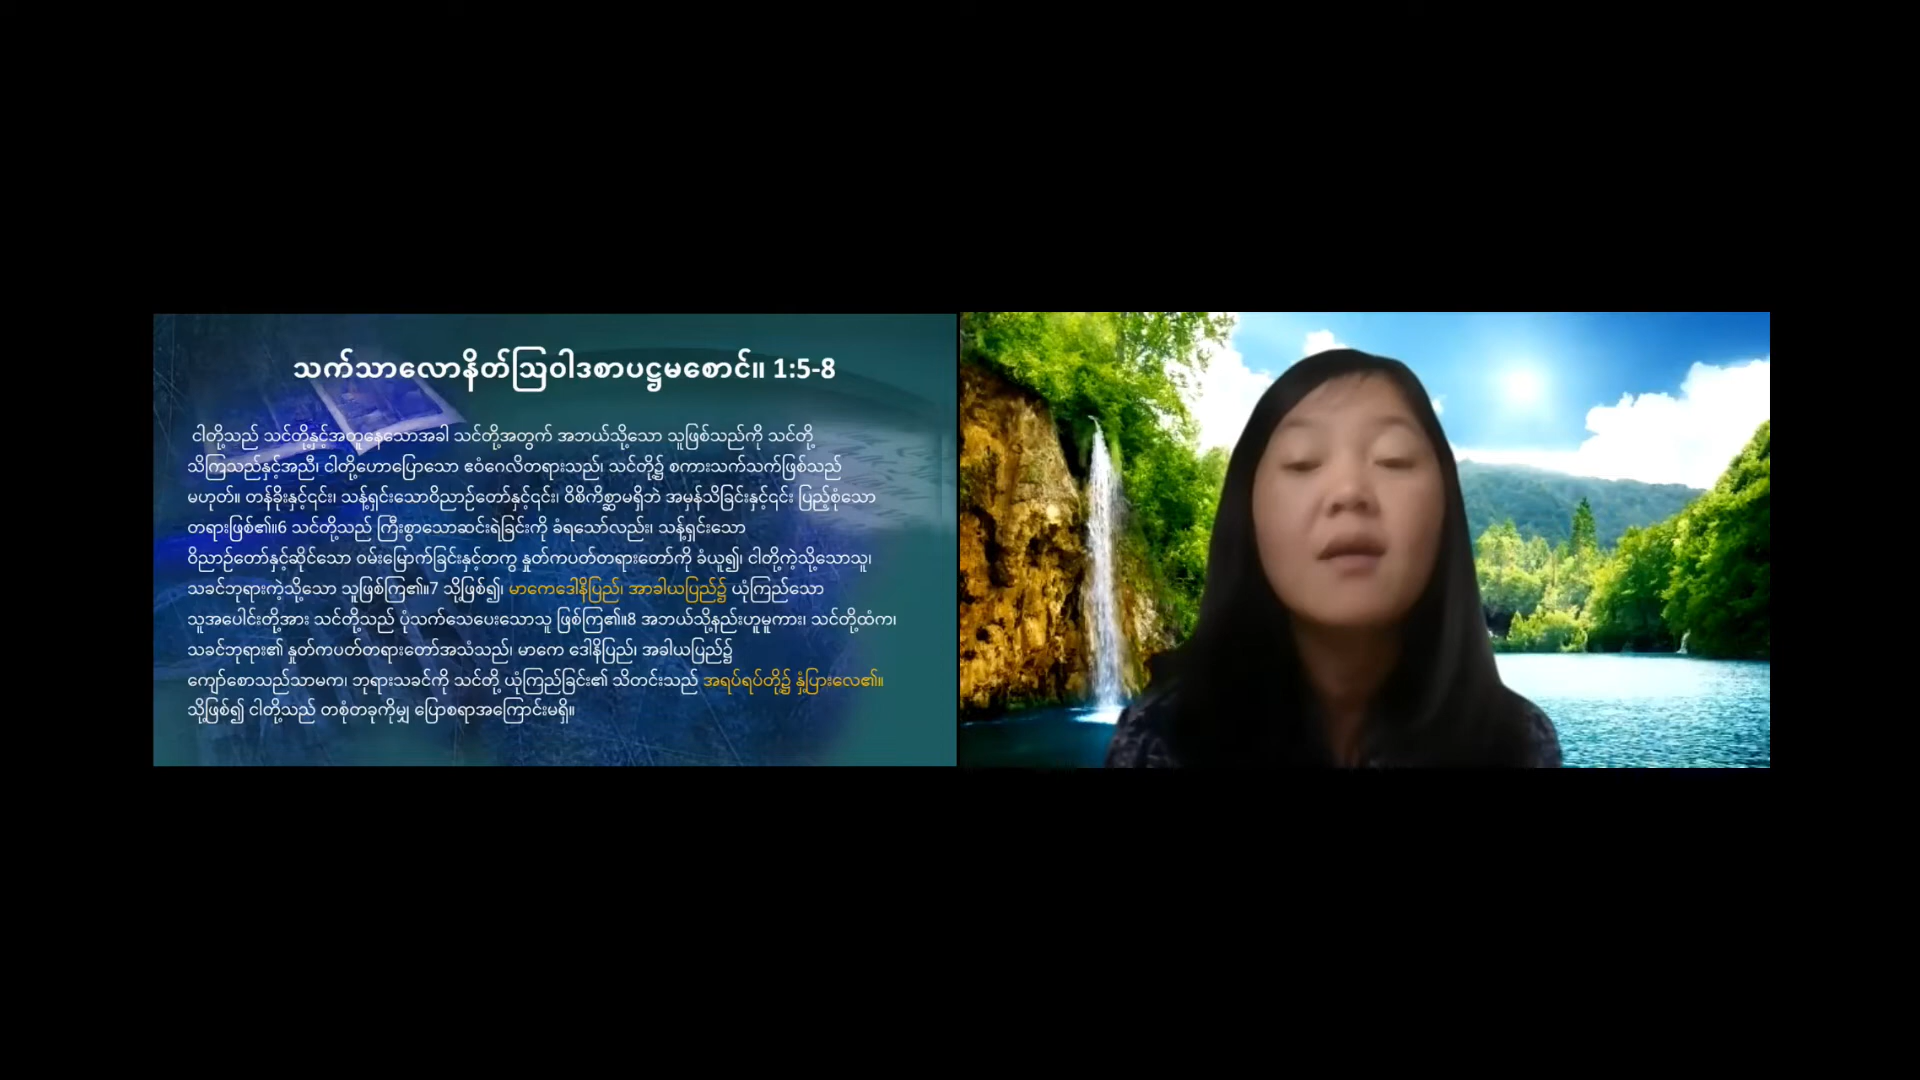 သက်သာလောနိတ်ဩဝါဒစာပဌမစောင်။ 1:5-8
ငါတို့သည် သင်တို့နှင့်အတူနေသောအခါ သင်တို့အတွက် အဘယ်သို့သော သူဖြစ်သည်ကို သင်တို့
သိကြသည်နှင့်အညီ၊ ငါတို့ဟောပြောသော ဧဝံဂေလိတရားသည်၊ သင်တို့၌ စကားသက်သက်ဖြစ်သည်
မဟုတ်။ တန်ခိုးနှင့်၎င်း၊ သန့်ရှင်းသောဝိညာဉ်တော်နှင့်၎င်း၊ ဝိစိကိစ္ဆာမရှိဘဲ အမှန်သိခြင်းနှင့်၎င်း ပြည့်စုံသော
တရားဖြစ်၏။6 သင်တို့သည် ကြီးစွာသောဆင်းရဲခြင်းကို ခံရသော်လည်း၊ သန့်ရှင်းသော
ဝိညာဉ်တော်နှင့်ဆိုင်သော ဝမ်းမြောက်ခြင်းနှင့်တကွ နှုတ်ကပတ်တရားတော်ကို ခံယူ၍၊ ငါတို့ကဲ့သို့သောသူ၊
သခင်ဘုရားကဲ့သို့သော သူဖြစ်ကြ၏။7 သို့ဖြစ်၍၊ မာကေဒေါနိပြည်၊ အာခါယပြည်၌ ယုံကြည်သော
သူအပေါင်းတို့အား သင်တို့သည် ပုံသက်သေပေးသောသူ ဖြစ်ကြ၏။8 အဘယ်သို့နည်းဟူမူကား၊ သင်တို့ထံက၊
သခင်ဘုရား၏ နှုတ်ကပတ်တရားတော်အသံသည်၊ မာကေ ဒေါနိပြည်၊ အခါယပြည်၌
ကျော်စောသည်သာမက၊ ဘုရားသခင်ကို သင်တို့ ယုံကြည်ခြင်း၏ သိတင်းသည် အရပ်ရပ်တို့၌ နှံ့ပြားလေ၏။
သို့ဖြစ်၍ ငါတို့သည် တစုံတခုကိုမျှ ပြောစရာအကြောင်းမရှိ။